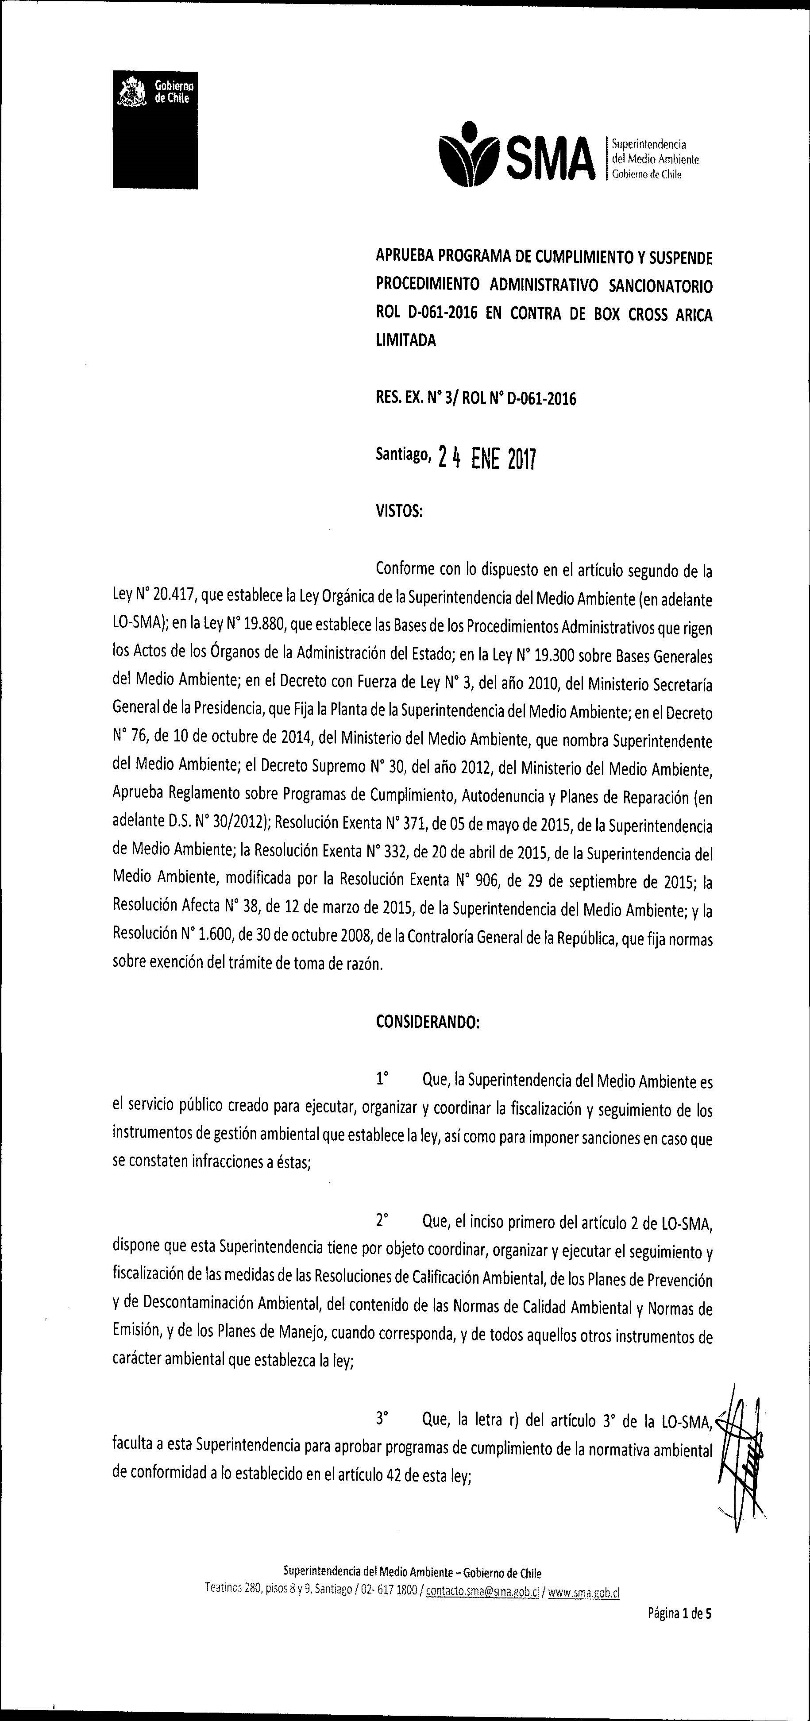 Gobierno
de Chile
SMA
Superintendencia
del Medio Ambiente
Gobierno de Chile
APRUEBA PROGRAMA DE CUMPLIMIENTO Y SUSPENDE
PROCEDIMIENTO ADMINISTRATIVO SANCIONATORIO
ROL D-061-2016 EN CONTRA DE BOX CROSS ARICA
LIMITADA
RES. EX. N° 3/ ROL N° D-061-2016
Santiago, 24 ENE 2017
VISTOS:
Conforme con lo dispuesto en el artículo segundo de la
Ley N° 20.417, que establece la Ley Orgánica de la Superintendencia del Medio Ambiente (en adelante
LO-SMA); en la Ley N° 19.880, que establece las Bases de los Procedimientos Administrativos que rigen
los Actos de los Órganos de la Administración del Estado; en la Ley N° 19.300 sobre Bases Generales
del Medio Ambiente; en el Decreto con Fuerza de Ley N° 3, del año 2010, del Ministerio Secretaría
General de la Presidencia, que Fija la Planta de la Superintendencia del Medio Ambiente; en el Decreto
N° 76, de 10 de octubre de 2014, del Ministerio del Medio Ambiente, que nombra Superintendente
del Medio Ambiente; el Decreto Supremo N° 30, del año 2012, del Ministerio del Medio Ambiente,
Aprueba Reglamento sobre Programas de Cumplimiento, Autodenuncia y Planes de Reparación (en
adelante D.S. N° 30/2012); Resolución Exenta N° 371, de 05 de mayo de 2015, de la Superintendencia
de Medio Ambiente; la Resolución Exenta N° 332, de 20 de abril de 2015, de la Superintendencia del
Medio Ambiente, modificada por la Resolución Exenta N° 906, de 29 de septiembre de 2015; la
Resolución Afecta N° 38, de 12 de marzo de 2015, de la Superintendencia del Medio Ambiente; y la
Resolución N° 1.600, de 30 de octubre 2008, de la Contraloría General de la República, que fija normas
sobre exención del trámite de toma de razón.
CONSIDERANDO:
1° Que, la Superintendencia del Medio Ambiente es
el servicio público creado para ejecutar, organizar y coordinar la fiscalización y seguimiento de los
instrumentos de gestión ambiental que establece la ley, así como para imponer sanciones en caso que
se constaten infracciones a éstas;
2° Que, el inciso primero del artículo 2 de LO-SMA,
dispone que esta Superintendencia tiene por objeto coordinar, organizar y ejecutar el seguimiento y
fiscalización de las medidas de las Resoluciones de Calificación Ambiental, de los Planes de Prevención
y de Descontaminación Ambiental, del contenido de las Normas de Calidad Ambiental y Normas de
Emisión, y de los Planes de Manejo, cuando corresponda, y de todos aquellos otros instrumentos de
carácter ambiental que establezca la ley;
3° Que, la letra r) del artículo 3° de la LO-SMA,
faculta a esta Superintendencia para aprobar programas de cumplimiento de la normativa ambiental
de conformidad a lo establecido en el artículo 42 de esta ley;
Superintendencia del Medio Ambiente – Gobierno de Chile
Teatinos 280, pisos 8 y 9, Santiago / 02- 617 1800 / contacto.sma@sma.gob.cl / www.sma.gob.cl
Página 1 de 5